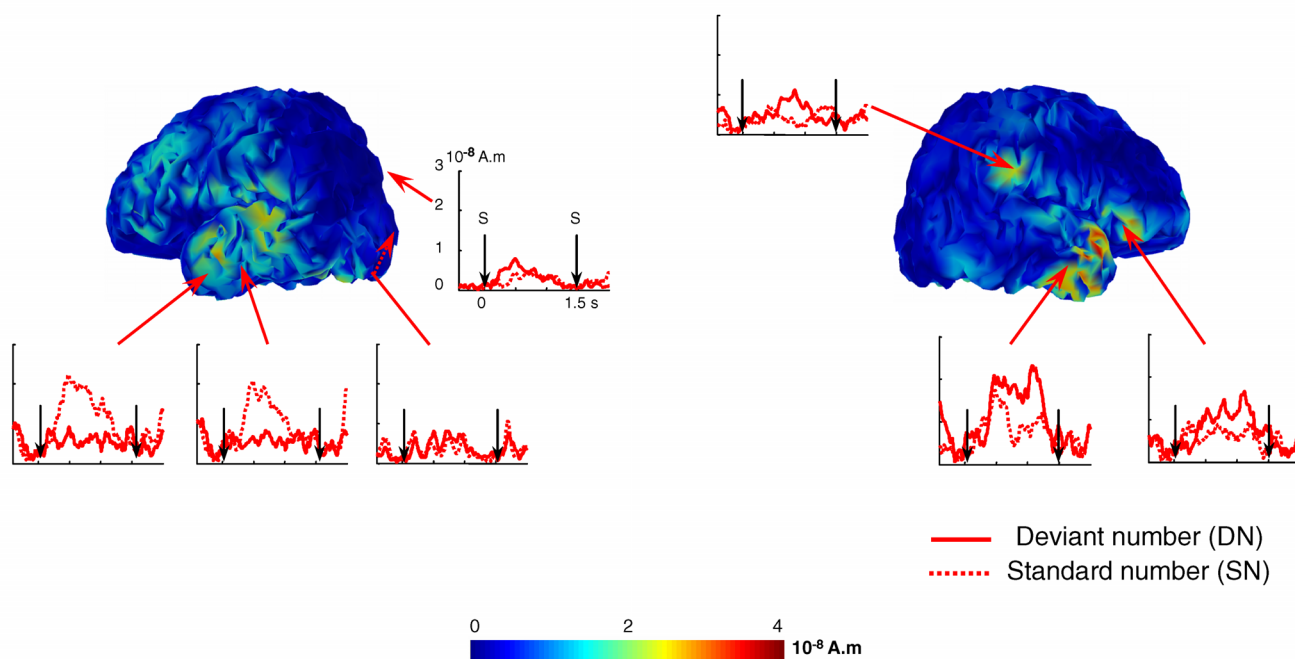 3 10-8 A.m
2
1
0
S
S
0
1.5 s
Deviant number (DN)
Standard number (SN)
0
2
4
10-8 A.m